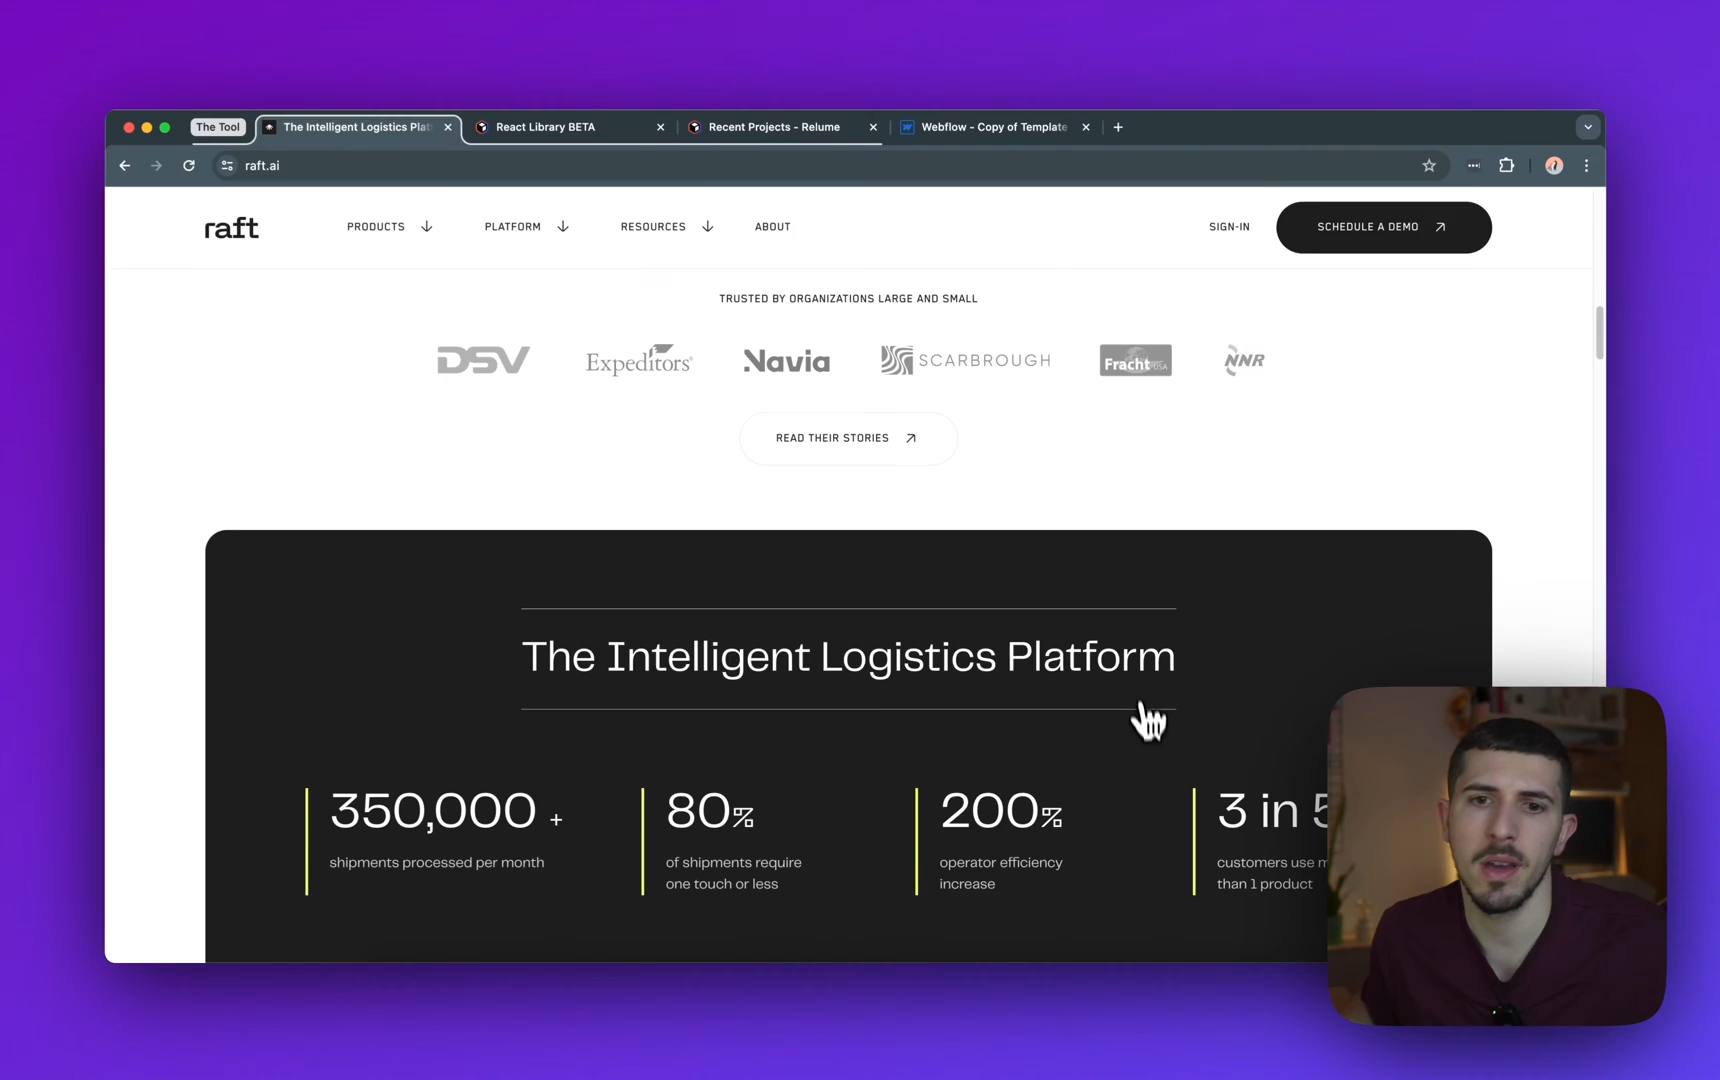 The Tool
The Intelligent Logistics Plat
React Library BETA
Recent Projects - Relume
Webflow - Copy of Template
raft.ai
raft
PRODUCTS
PLATFORM
RESOURCES
ABOUT
SIGN-IN
SCHEDULE A DEMO
TRUSTED BY ORGANIZATIONS LARGE AND SMALL
DSV
Expeditors
Navia
SCARBROUGH
Fracht USA
NNR
READ THEIR STORIES
The Intelligent Logistics Platform
350,000 +
shipments processed per month
80%
of shipments require
one touch or less
200%
operator efficiency
increase
3 in 5
customers use m
than 1 product